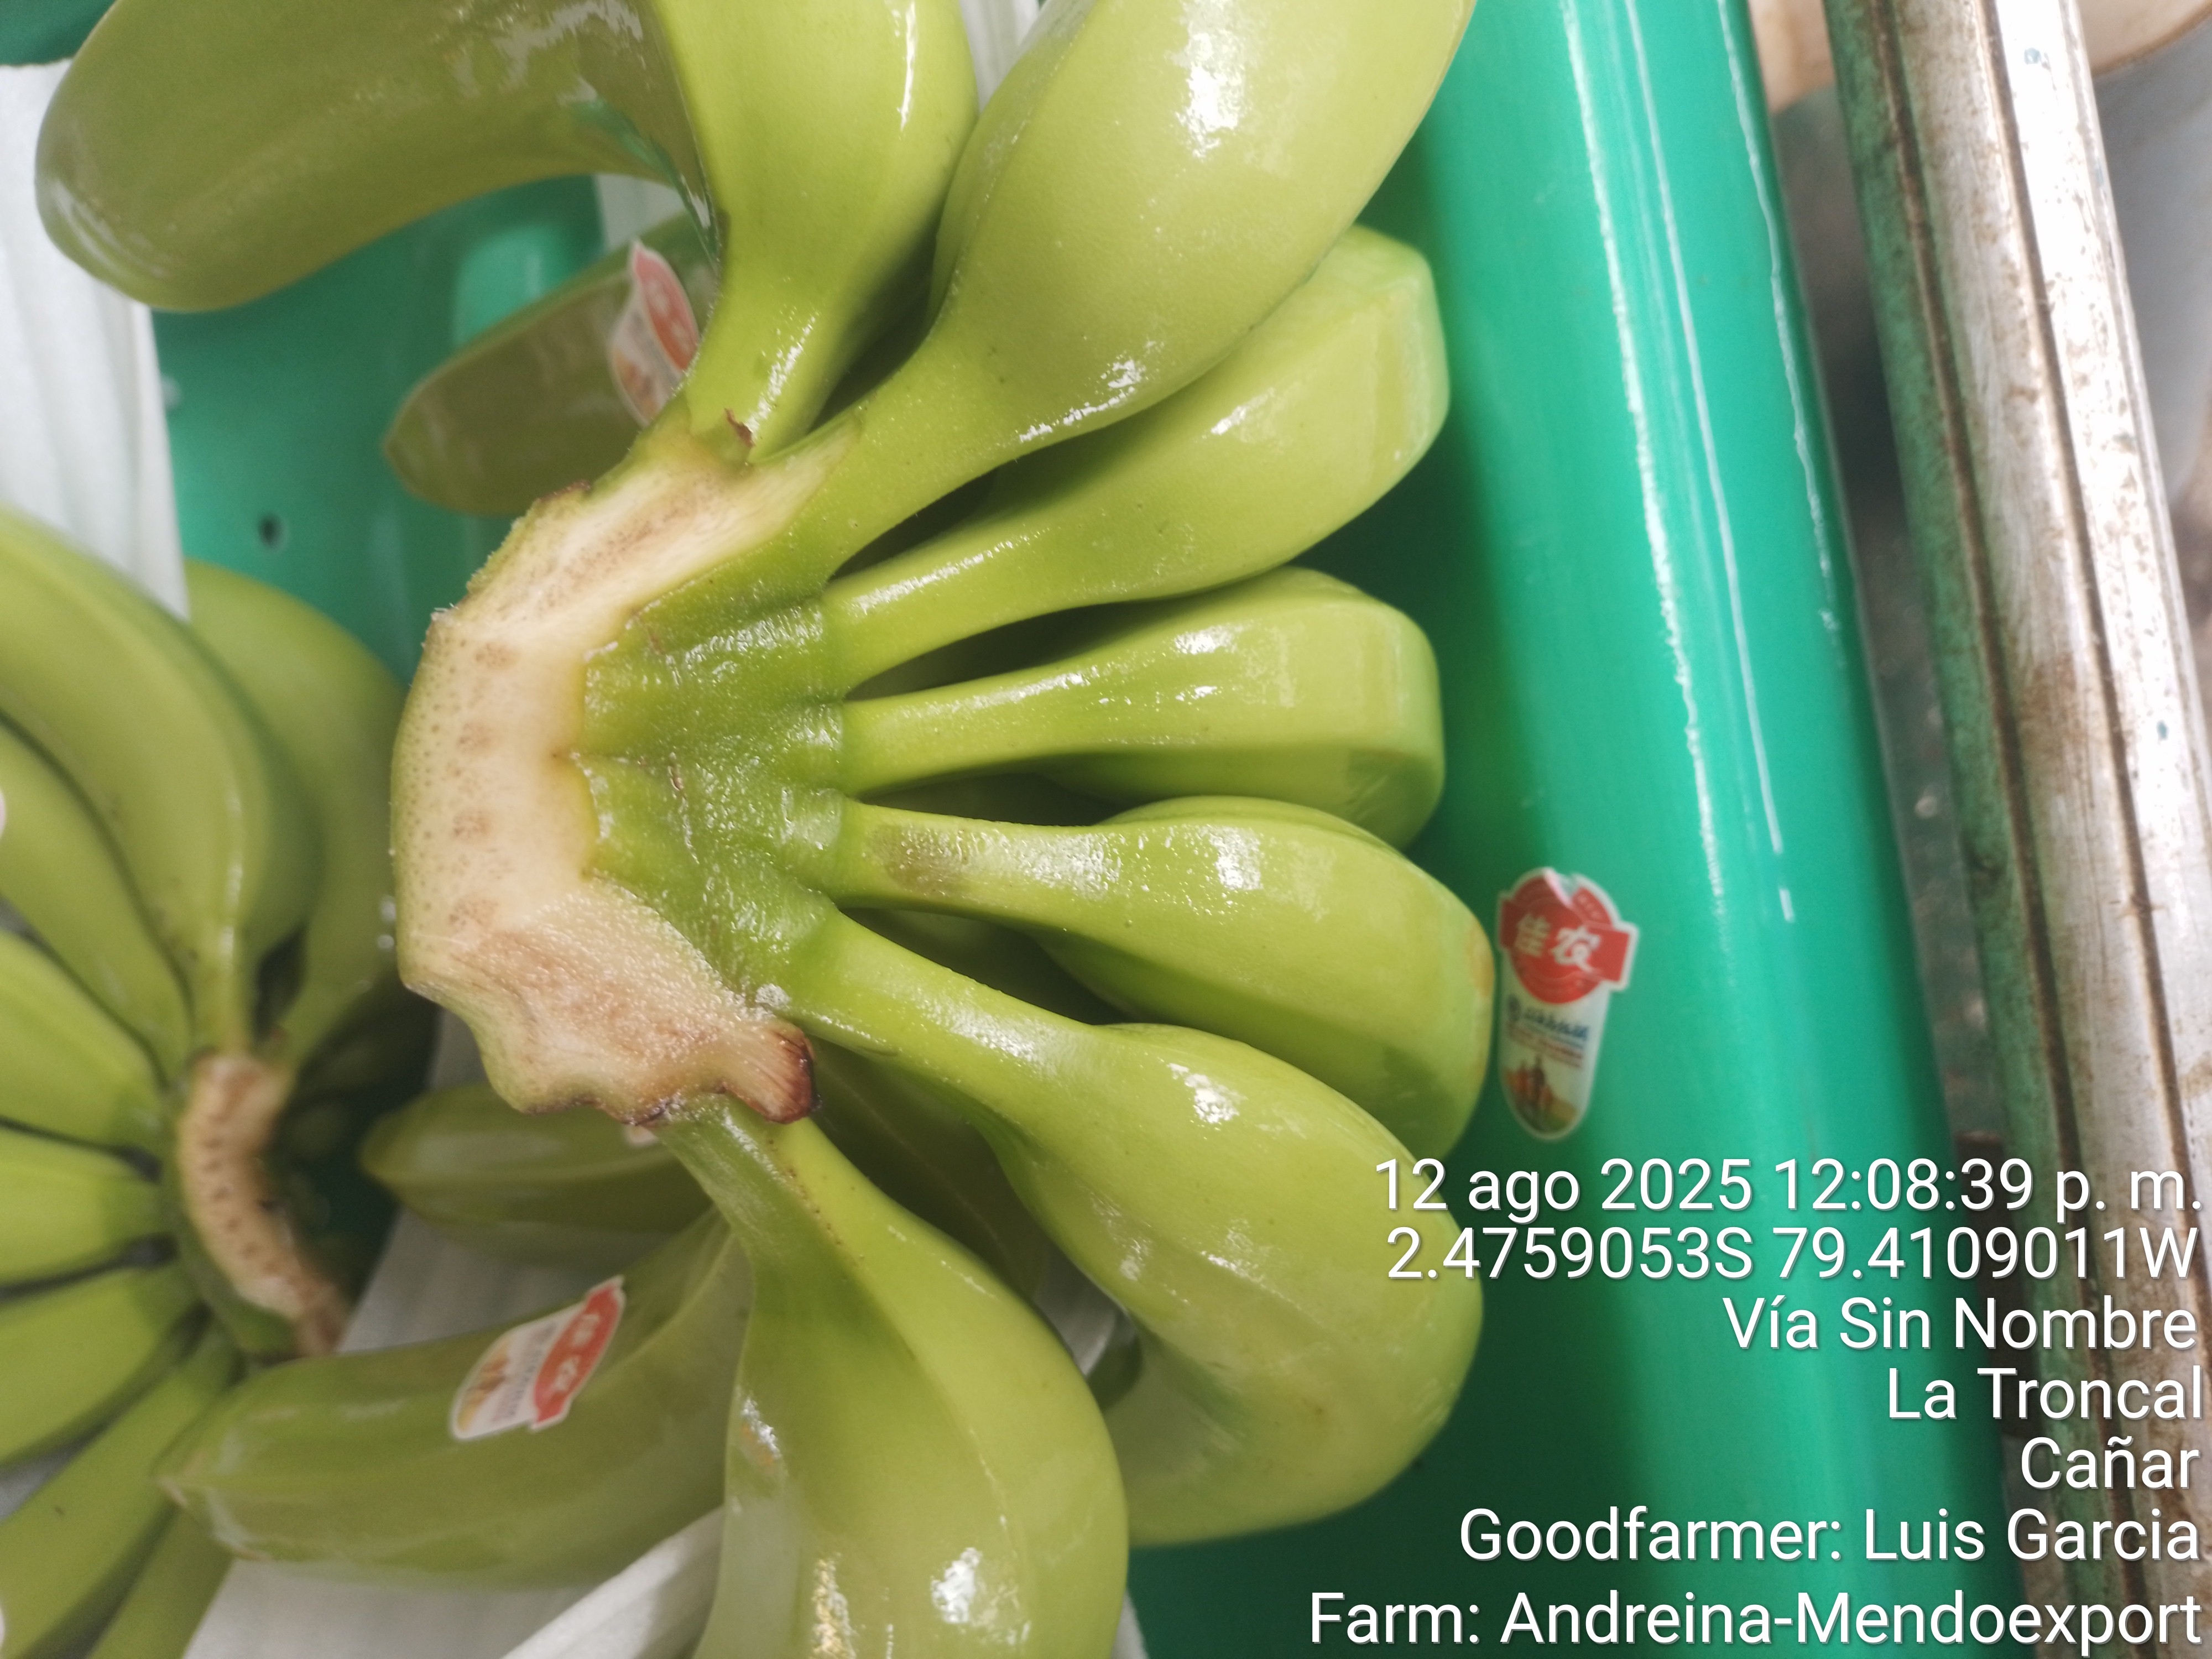 佳农
12 ago 2025 12:08:39 p. m.
2.4759053S 79.4109011W
Vía Sin Nombre
La Troncal
Cañar
Goodfarmer: Luis Garcia
Farm: Andreina-Mendoexport